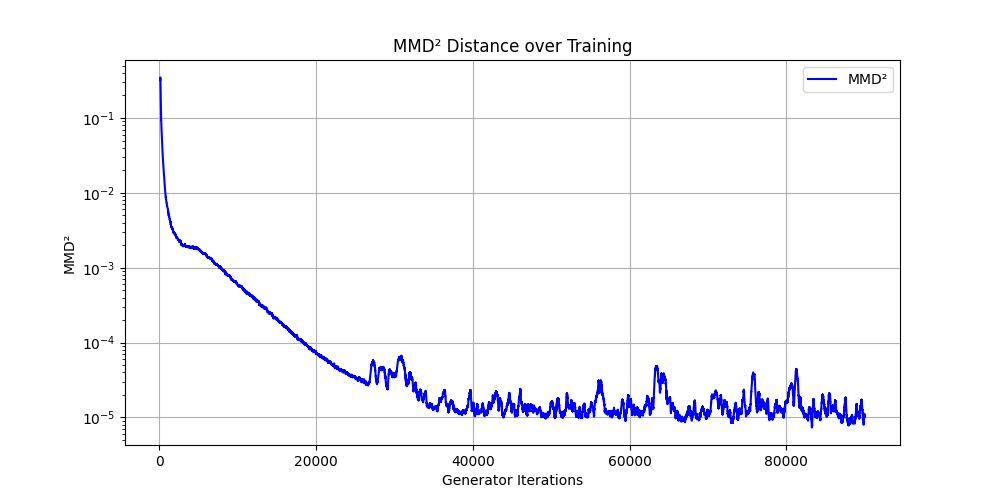 MMD² Distance over Training
MMD²
10⁻¹
10⁻²
10⁻³
10⁻⁴
10⁻⁵
MMD²
0 20000 40000 60000 80000
Generator Iterations